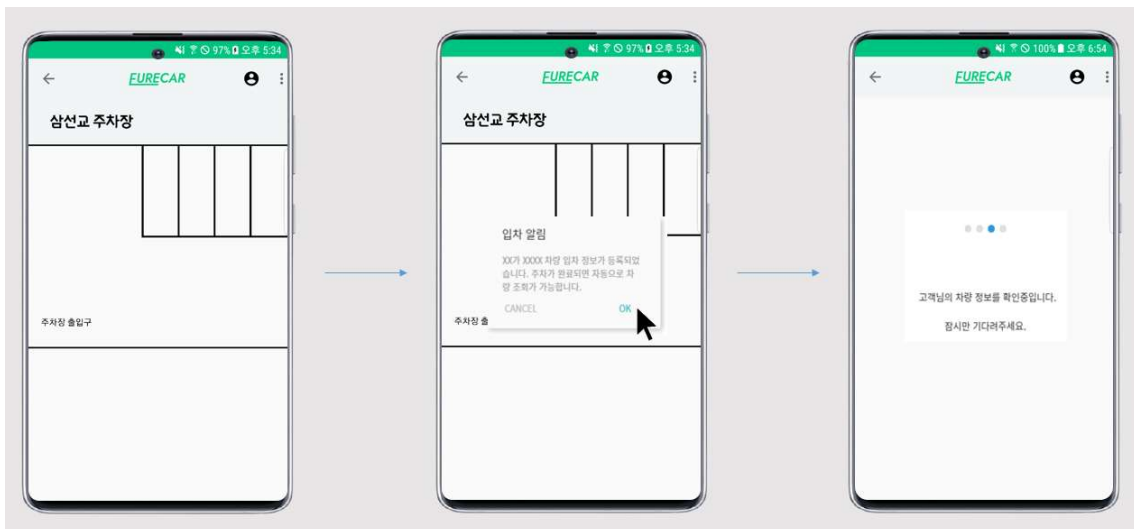 97% 오후 5:34
EURECAR
삼선교 주차장
주차장 출입구
97% 오후 5:34
EURECAR
삼선교 주차장
입차 알림
XX가 XXXX 차량 입차 정보가 등록되었
습니다. 주차가 완료되면 자동으로 차
량 조회가 가능합니다.
CANCEL OK
주차장 출
100% 오후 6:54
EURECAR
고객님의 차량 정보를 확인중입니다.
잠시만 기다려주세요.